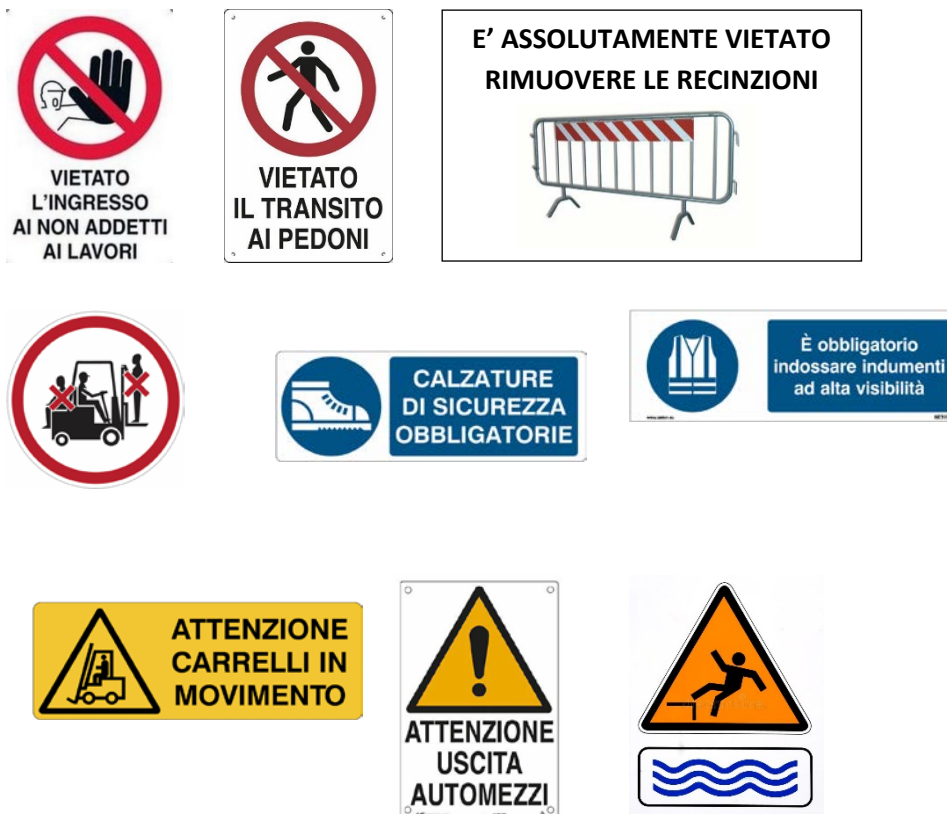 VIETATO
L'INGRESSO
AI NON ADDETTI
AI LAVORI
VIETATO
IL TRANSITO
AI PEDONI
E’ ASSOLUTAMENTE VIETATO
RIMUOVERE LE RECINZIONI
CALZATURE
DI SICUREZZA
OBBLIGATORIE
È obbligatorio
indossare indumenti
ad alta visibilità
ATTENZIONE
CARRELLI IN
MOVIMENTO
ATTENZIONE
USCITA
AUTOMEZZI